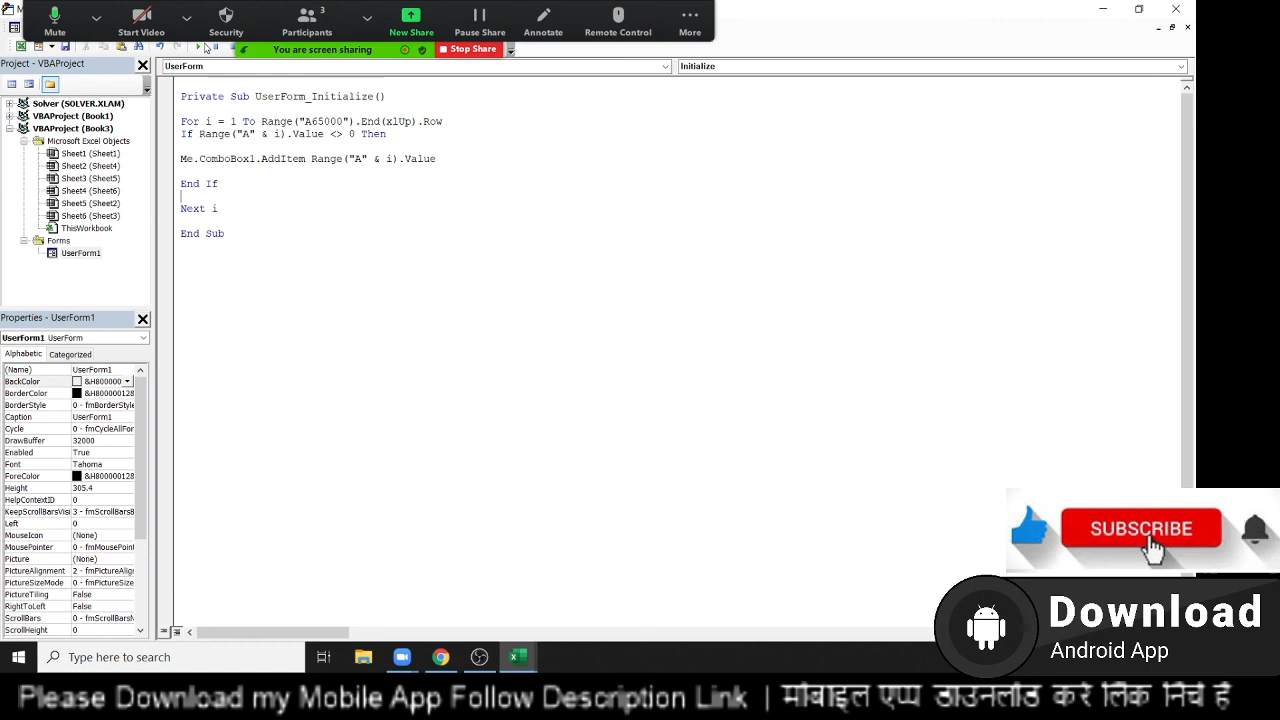 Mute
Start Video
Security
Participants
3
New Share
Pause Share
Annotate
Remote Control
More
You are screen sharing
Stop Share
Project - VBAProject
UserForm
Initialize
Solver (SOLVER.XLAM)
VBAProject (Book1)
VBAProject (Book3)
Microsoft Excel Objects
Sheet1 (Sheet1)
Sheet2 (Sheet4)
Sheet3 (Sheet5)
Sheet4 (Sheet6)
Sheet5 (Sheet2)
Sheet6 (Sheet3)
ThisWorkbook
Forms
UserForm1
Private Sub UserForm_Initialize()
For i = 1 To Range("A65000").End(xlUp).Row
If Range("A" & i).Value <> 0 Then
Me.ComboBox1.AddItem Range("A" & i).Value
End If
Next i
End Sub
Properties - UserForm1
UserForm1 UserForm
Alphabetic Categorized
(Name) UserForm1
BackColor &H800000
BorderColor &H800000128
BorderStyle 0 - fmBorderStyle
Caption UserForm1
Cycle 0 - fmCycleAllFor
DrawBuffer 32000
Enabled True
Font Tahoma
ForeColor &H800000128
Height 305.4
HelpContextID 0
KeepScrollBarsVisi 3 - fmScrollBarsB
Left 0
MouseIcon (None)
MousePointer 0 - fmMousePoint
Picture (None)
PictureAlignment 2 - fmPictureAlig
PictureSizeMode 0 - fmPictureSize
PictureTiling False
RightToLeft False
ScrollBars 0 - fmScrollBarsN
ScrollHeight 0
SUBSCRIBE
Download
Android App
Type here to search
Please Download my Mobile App Follow Description Link | मोबाइल एप्प डाउनलोड करे लिंक निचे है